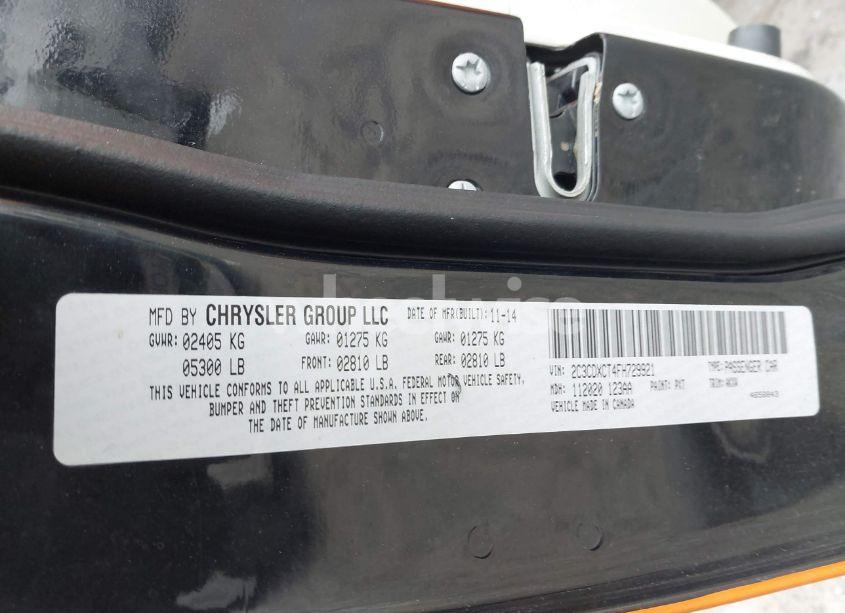 MFD BY CHRYSLER GROUP LLC DATE OF MFR(BUILT): 11-14
GVWR: 02405 KG GAWR: 01275 KG GAWR: 01275 KG
05300 LB FRONT: 02810 LB REAR: 02810 LB
THIS VEHICLE CONFORMS TO ALL APPLICABLE U.S.A. FEDERAL MOTOR VEHICLE SAFETY,
BUMPER AND THEFT PREVENTION STANDARDS IN EFFECT ON
THE DATE OF MANUFACTURE SHOWN ABOVE.
VIN: 2C3CDXCT4FH729921 TYPE: PASSENGER CAR
MDH: 112020 123AA PAINT: PXT TRIM:
VEHICLE MADE IN CANADA